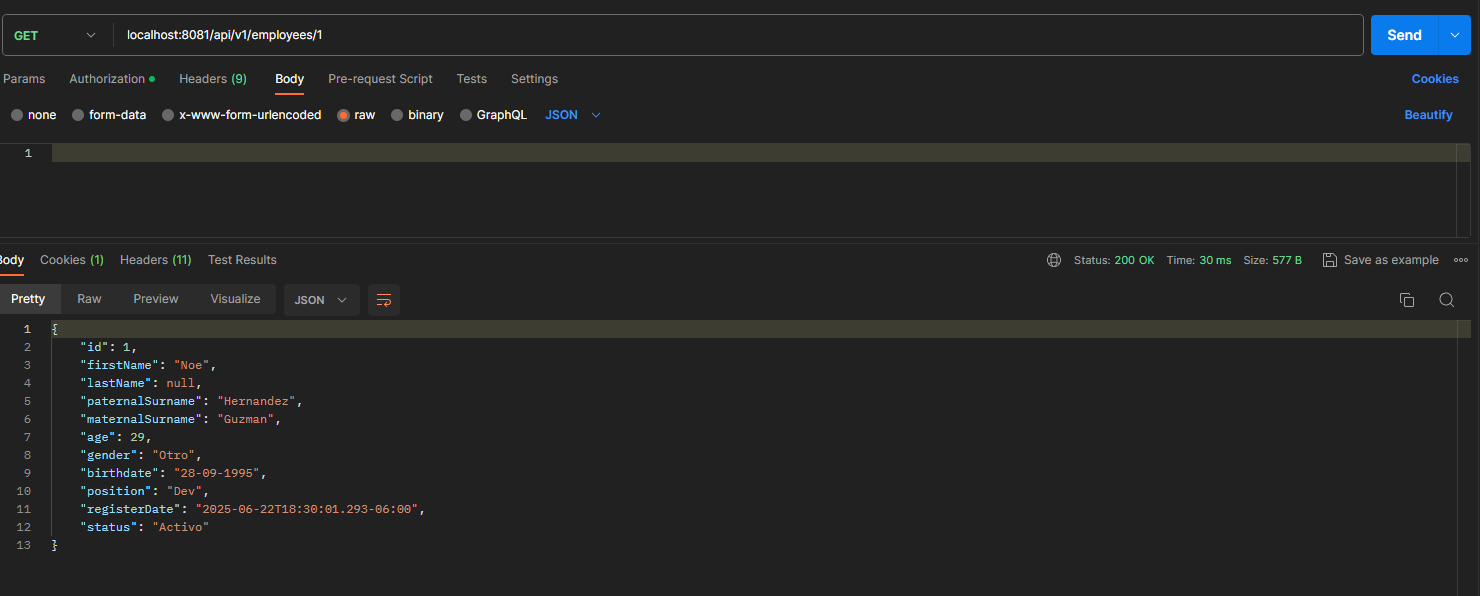 GET localhost:8081/api/v1/employees/1 Send
Params Authorization Headers (9) Body Pre-request Script Tests Settings Cookies
none form-data x-www-form-urlencoded raw binary GraphQL JSON Beautify
1
Body Cookies (1) Headers (11) Test Results Status: 200 OK Time: 30 ms Size: 577 B Save as example
Pretty Raw Preview Visualize JSON
1 {
2 "id": 1,
3 "firstName": "Noe",
4 "lastName": null,
5 "paternalSurname": "Hernandez",
6 "maternalSurname": "Guzman",
7 "age": 29,
8 "gender": "Otro",
9 "birthdate": "28-09-1995",
10 "position": "Dev",
11 "registerDate": "2025-06-22T18:30:01.293-06:00",
12 "status": "Activo"
13 }